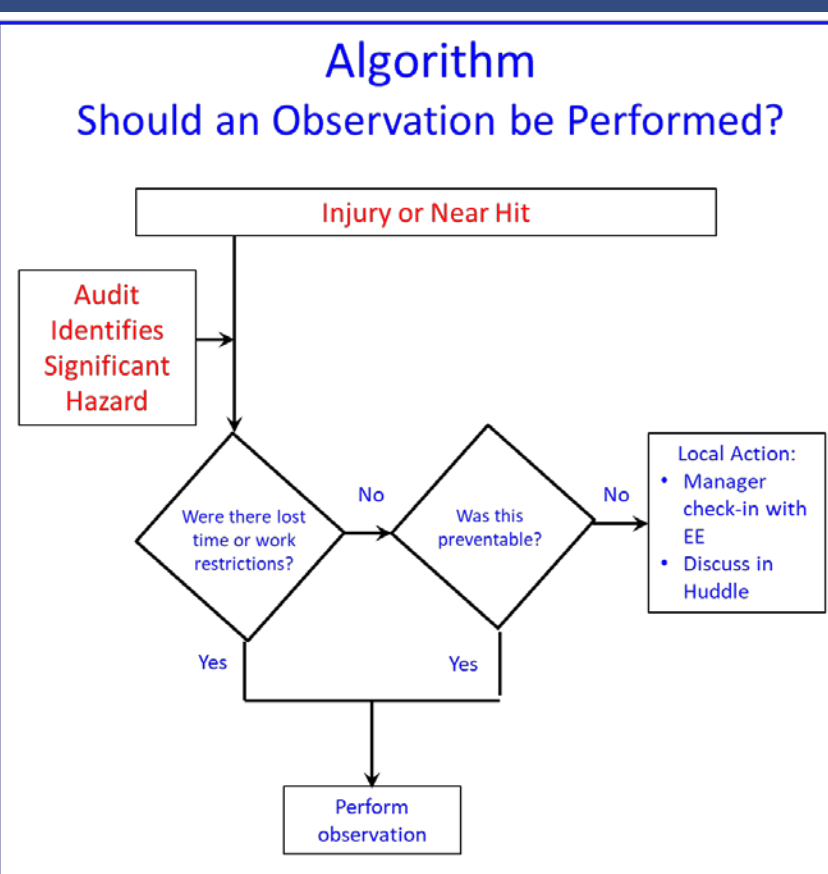 Algorithm
Should an Observation be Performed?
Injury or Near Hit
Audit
Identifies
Significant
Hazard
Were there lost
time or work
restrictions?
No
Was this
preventable?
No
Local Action:
• Manager
check-in with
EE
• Discuss in
Huddle
Yes
Yes
Perform
observation